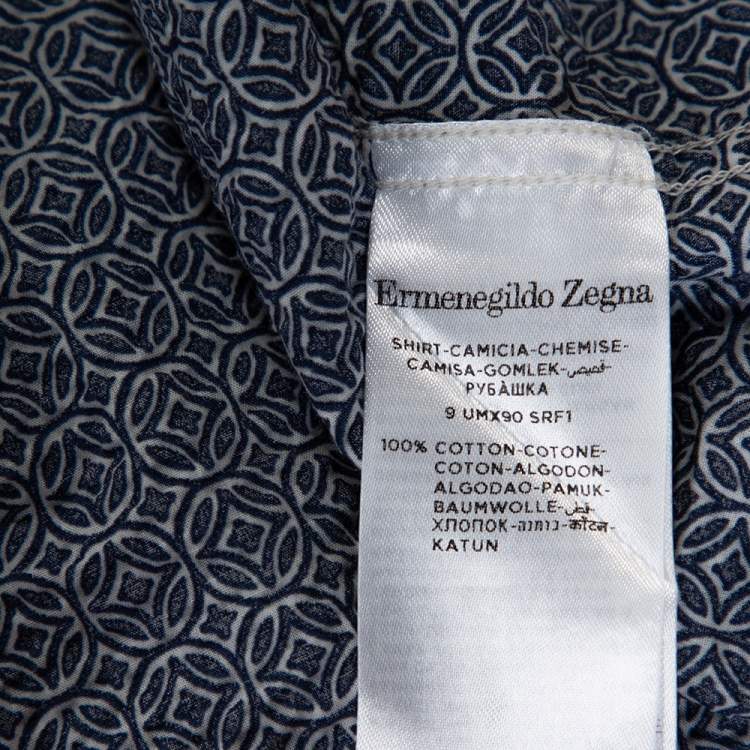 Ermenegildo Zegna
SHIRT-CAMICIA-CHEMISE-
CAMISA-GOMLEK-قميص-
РУБÀШКА
9 UMX90 SRF1
100% COTTON-COTONE-
COTON-ALGODON-
ALGODAO-PAMUK-
BAUMWOLLE-قطن-
ХЛОПОК-כותנה-कॉटन-
KATUN